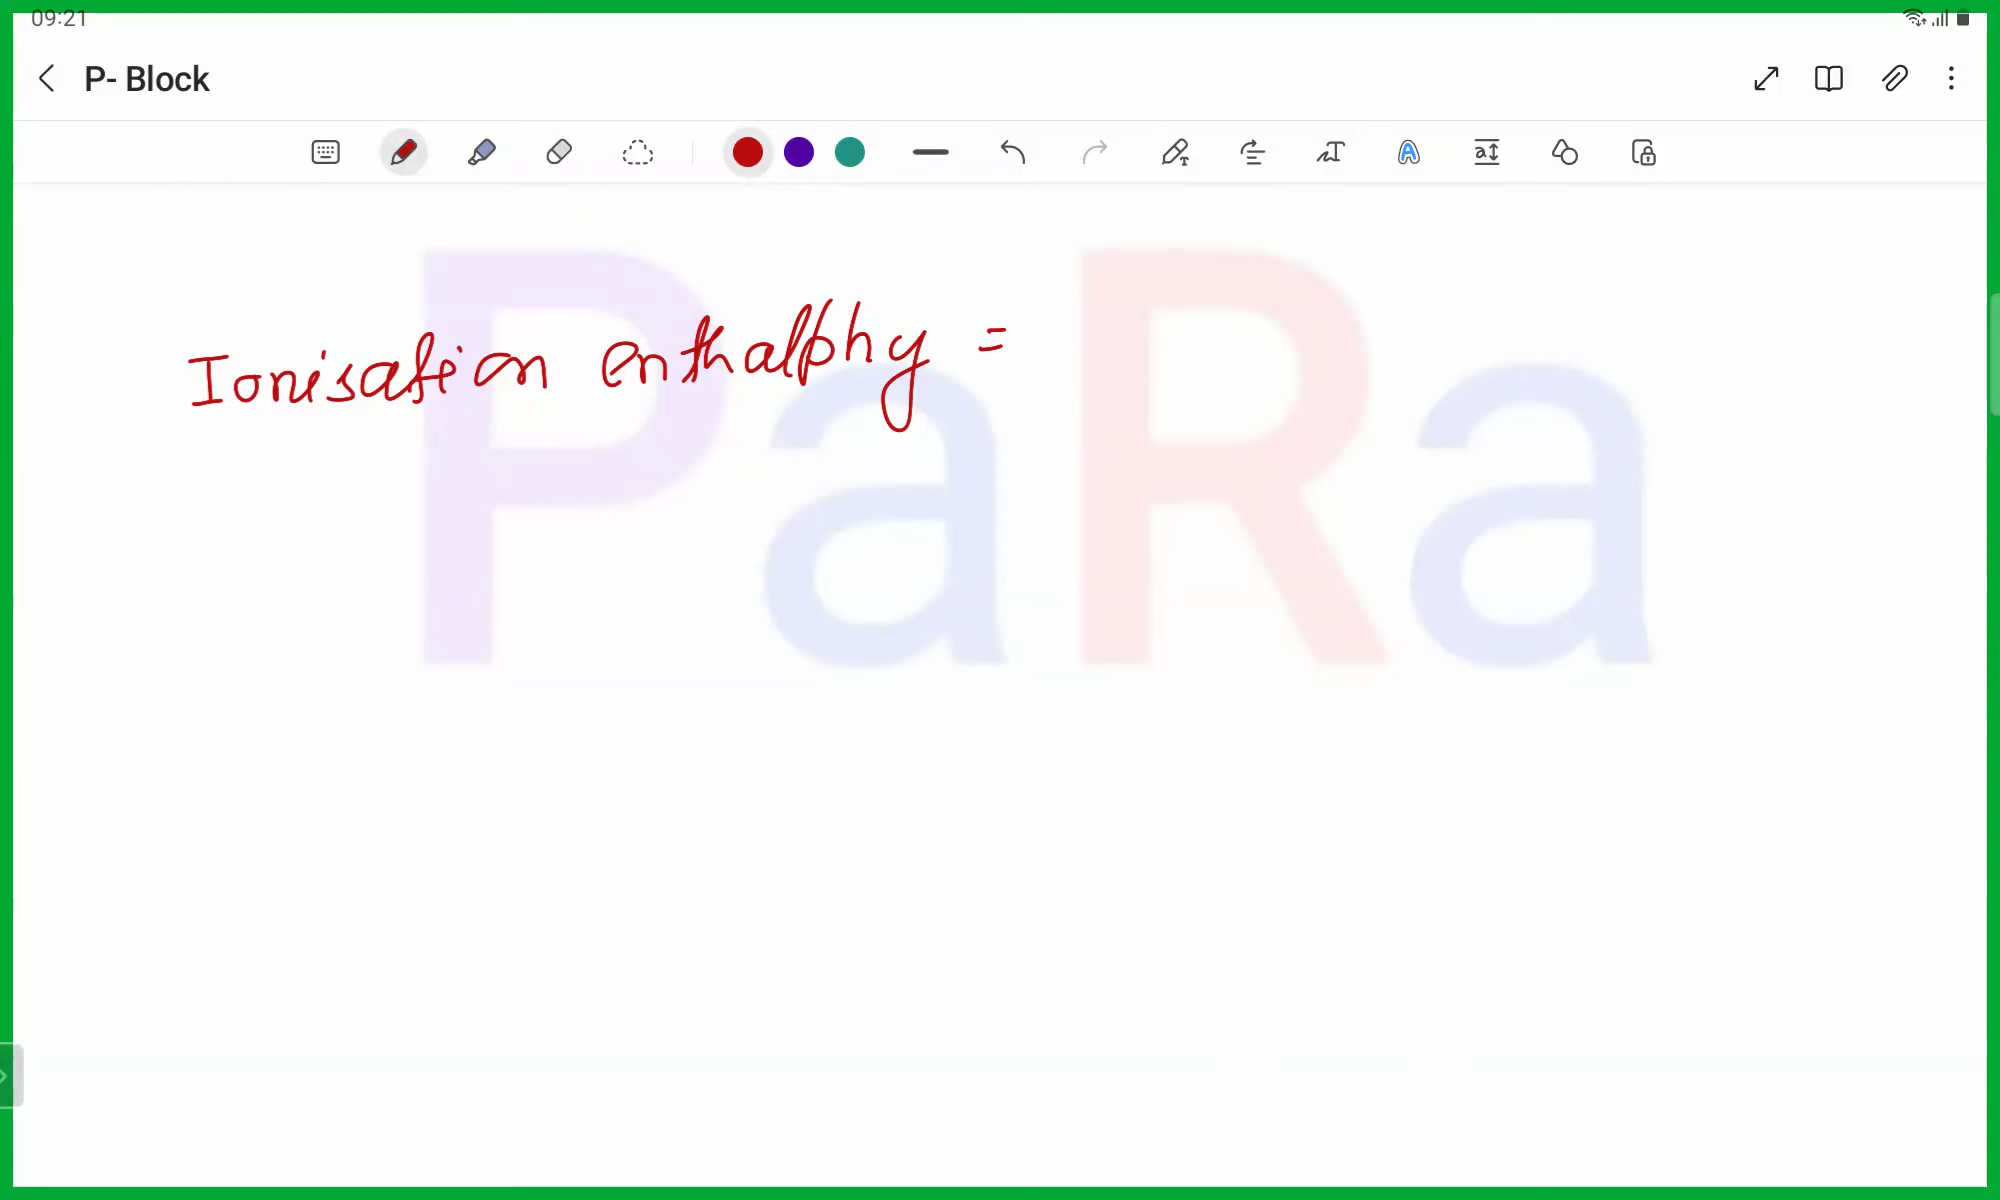 09:21
P- Block
Ionisation enthalphy =
PaRa